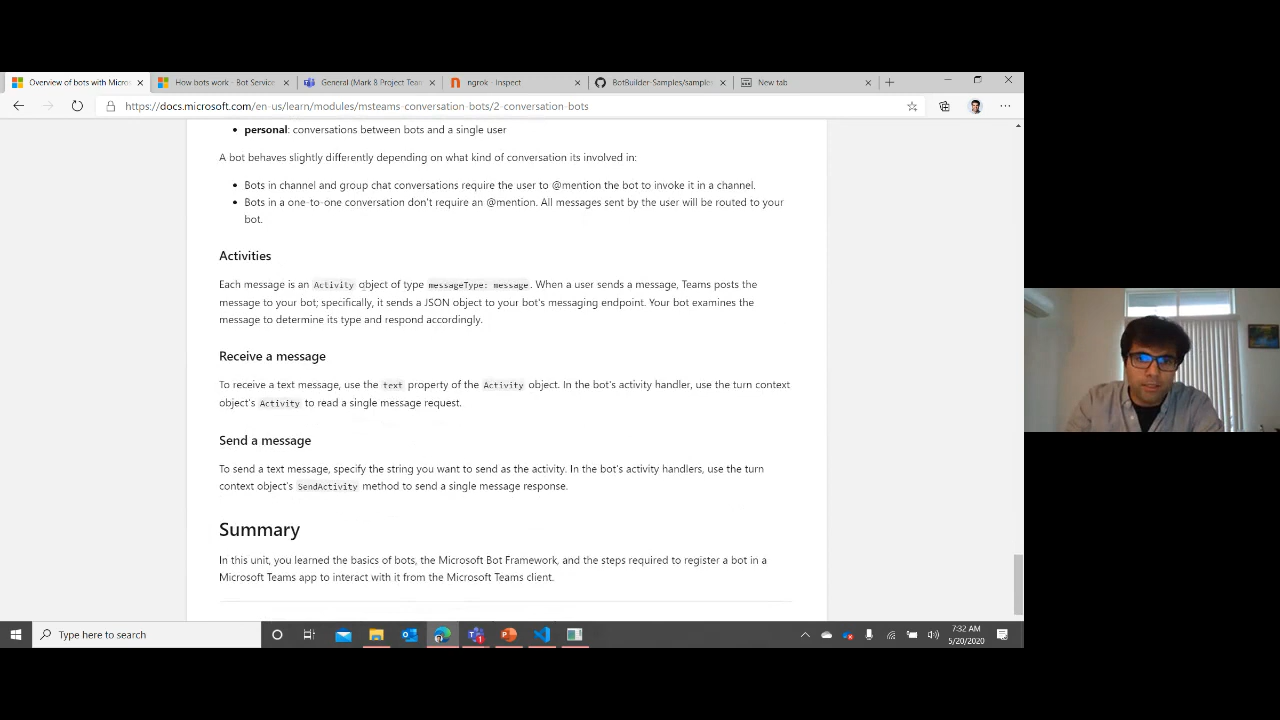 Overview of bots with Micros
How bots work - Bot Service
General (Mark 8 Project Team
ngrok - Inspect
BotBuilder-Samples/samples
New tab
https://docs.microsoft.com/en-us/learn/modules/msteams-conversation-bots/2-conversation-bots
personal: conversations between bots and a single user
A bot behaves slightly differently depending on what kind of conversation its involved in:
Bots in channel and group chat conversations require the user to @mention the bot to invoke it in a channel.
Bots in a one-to-one conversation don't require an @mention. All messages sent by the user will be routed to your
bot.
Activities
Each message is an Activity object of type messageType: message. When a user sends a message, Teams posts the
message to your bot; specifically, it sends a JSON object to your bot's messaging endpoint. Your bot examines the
message to determine its type and respond accordingly.
Receive a message
To receive a text message, use the text property of the Activity object. In the bot's activity handler, use the turn context
object's Activity to read a single message request.
Send a message
To send a text message, specify the string you want to send as the activity. In the bot's activity handlers, use the turn
context object's SendActivity method to send a single message response.
Summary
In this unit, you learned the basics of bots, the Microsoft Bot Framework, and the steps required to register a bot in a
Microsoft Teams app to interact with it from the Microsoft Teams client.
Type here to search
7:32 AM
5/20/2020